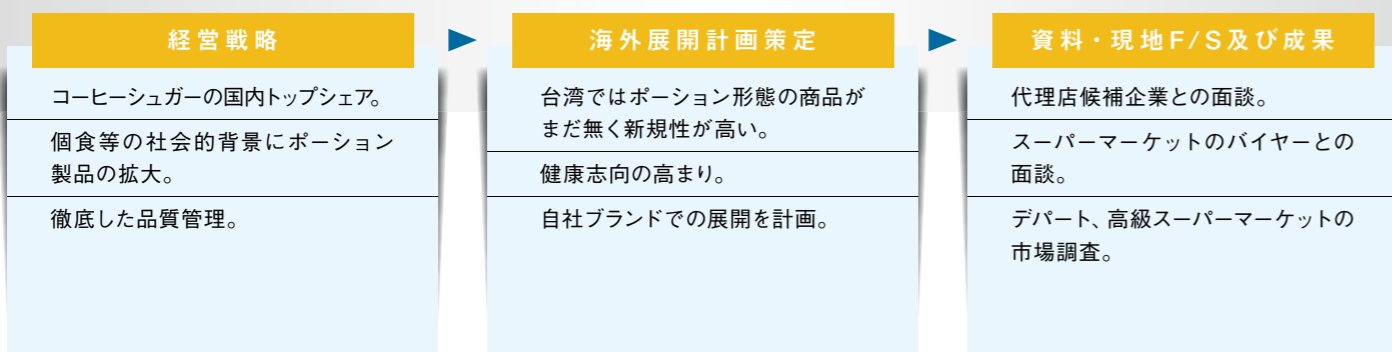 経営戦略
コーヒーシュガーの国内トップシェア。
個食等の社会的背景にポーション
製品の拡大。
徹底した品質管理。
海外展開計画策定
台湾ではポーション形態の商品が
まだ無く新規性が高い。
健康志向の高まり。
自社ブランドでの展開を計画。
資料・現地F/S及び成果
代理店候補企業との面談。
スーパーマーケットのバイヤーとの
面談。
デパート、高級スーパーマーケットの
市場調査。